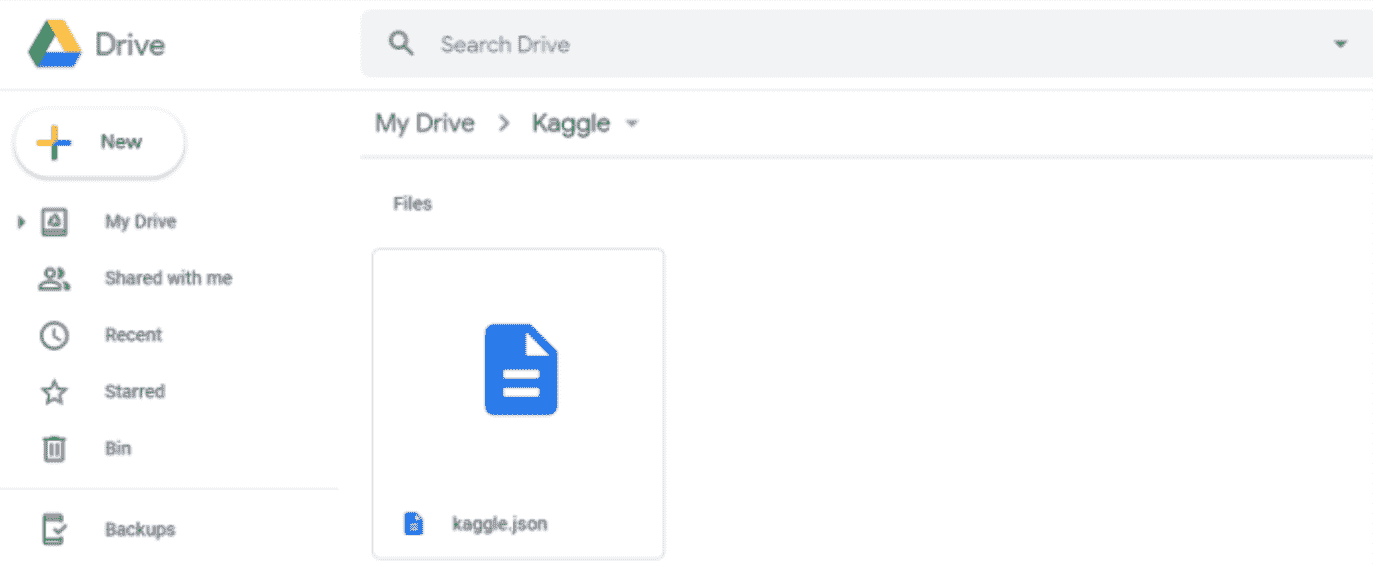 Drive
Search Drive
New
My Drive
Shared with me
Recent
Starred
Bin
Backups
My Drive > Kaggle
Files
kaggle.json